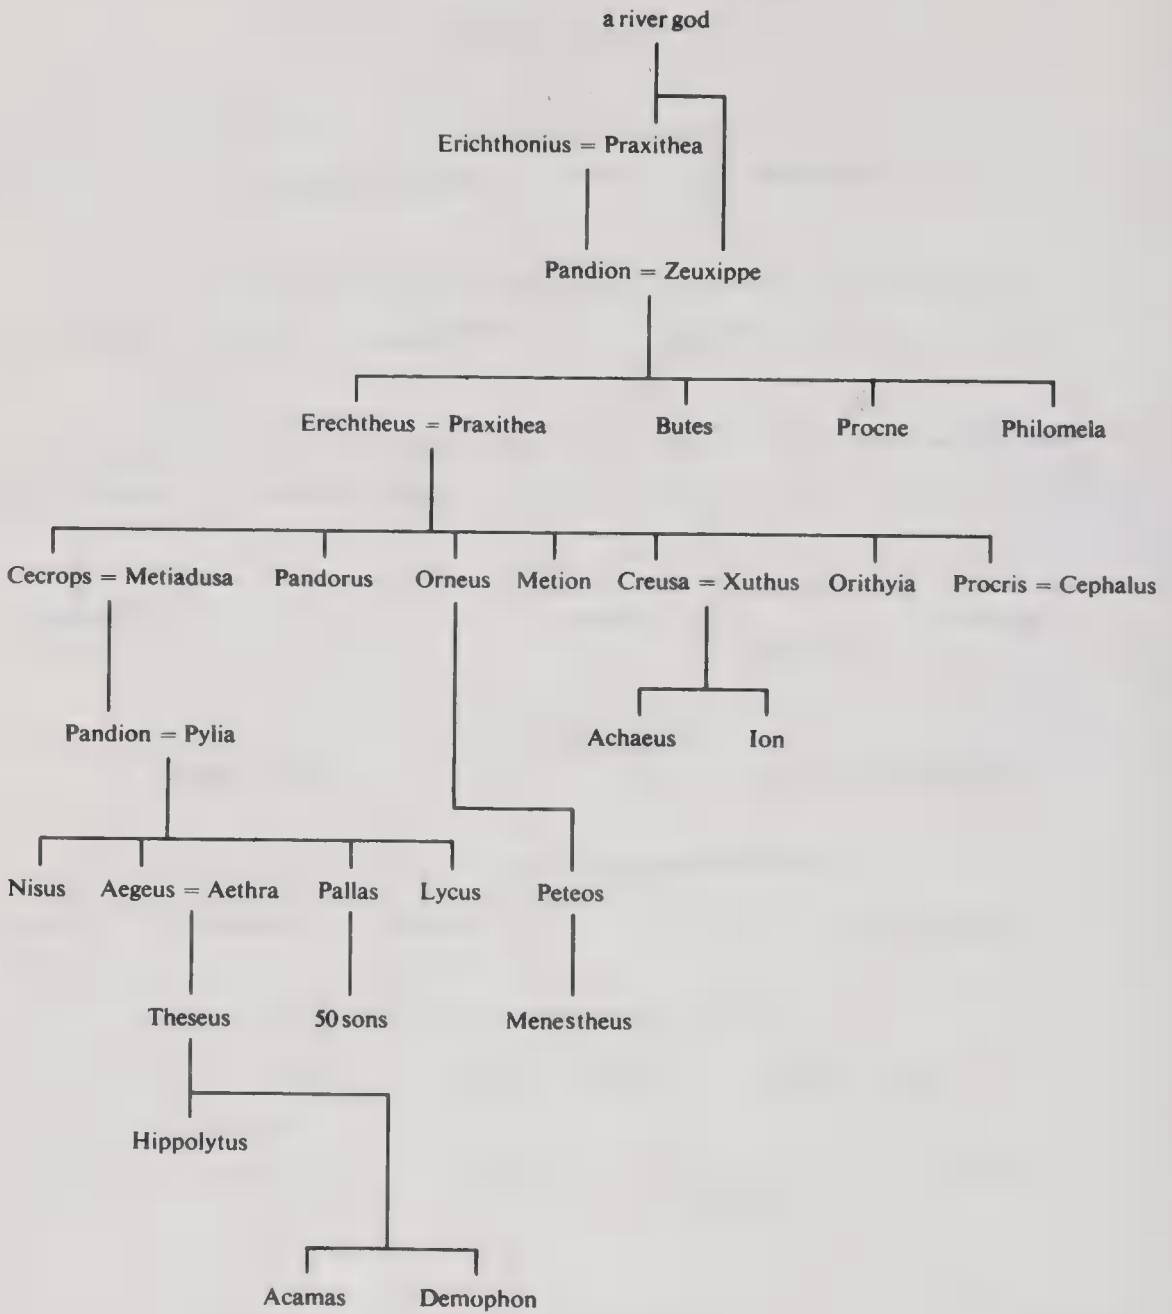 a river god
Erichthonius = Praxithea
Pandion = Zeuxippe
Erechtheus = Praxithea Butes Procne Philomela
Cecrops = Metiadusa Pandorus Orneus Metion Creusa = Xuthus Orithyia Procris = Cephalus
Pandion = Pylia Achaeus Ion
Nisus Aegeus = Aethra Pallas Lycus Peteos
Theseus 50 sons Menestheus
Hippolytus
Acamas Demophon